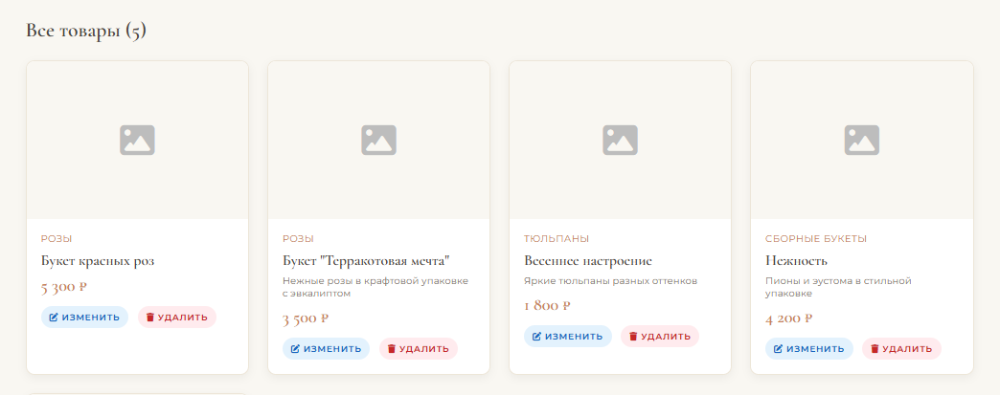 Все товары (5)
РОЗЫ
Букет красных роз
5 300 ₽
ИЗМЕНИТЬ
УДАЛИТЬ
РОЗЫ
Букет "Терракотовая мечта"
Нежные розы в крафтовой упаковке
с эвкалиптом
3 500 ₽
ИЗМЕНИТЬ
УДАЛИТЬ
ТЮЛЬПАНЫ
Весеннее настроение
Яркие тюльпаны разных оттенков
1 800 ₽
ИЗМЕНИТЬ
УДАЛИТЬ
СБОРНЫЕ БУКЕТЫ
Нежность
Пионы и эустома в стильной
упаковке
4 200 ₽
ИЗМЕНИТЬ
УДАЛИТЬ